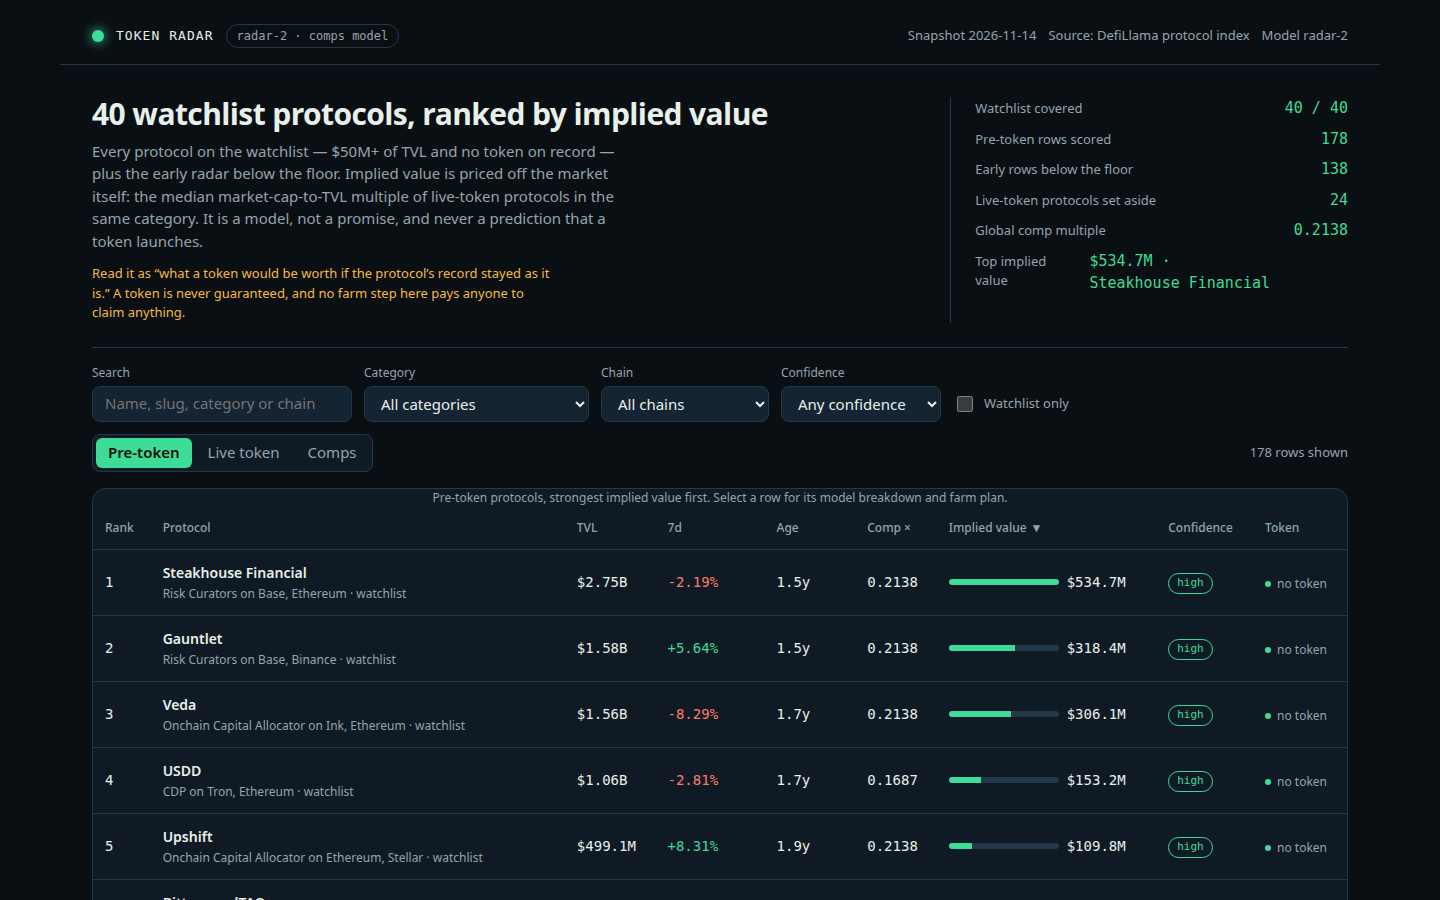 TOKEN RADAR radar-2 · comps model
Snapshot 2026-11-14 Source: DefiLlama protocol index Model radar-2
40 watchlist protocols, ranked by implied value
Every protocol on the watchlist — $50M+ of TVL and no token on record —
plus the early radar below the floor. Implied value is priced off the market
itself: the median market-cap-to-TVL multiple of live-token protocols in the
same category. It is a model, not a promise, and never a prediction that a
token launches.
Read it as “what a token would be worth if the protocol’s record stayed as it
is.” A token is never guaranteed, and no farm step here pays anyone to
claim anything.
Watchlist covered 40 / 40
Pre-token rows scored 178
Early rows below the floor 138
Live-token protocols set aside 24
Global comp multiple 0.2138
Top implied value $534.7M ·
Steakhouse Financial
Search
Name, slug, category or chain
Category
All categories
Chain
All chains
Confidence
Any confidence
Watchlist only
Pre-token Live token Comps
178 rows shown
Pre-token protocols, strongest implied value first. Select a row for its model breakdown and farm plan.
Rank Protocol TVL 7d Age Comp × Implied value ▼ Confidence Token
1 Steakhouse Financial $2.75B -2.19% 1.5y 0.2138 $534.7M high no token
Risk Curators on Base, Ethereum · watchlist
2 Gauntlet $1.58B +5.64% 1.5y 0.2138 $318.4M high no token
Risk Curators on Base, Binance · watchlist
3 Veda $1.56B -8.29% 1.7y 0.2138 $306.1M high no token
Onchain Capital Allocator on Ink, Ethereum · watchlist
4 USDD $1.06B -2.81% 1.7y 0.1687 $153.2M high no token
CDP on Tron, Ethereum · watchlist
5 Upshift $499.1M +8.31% 1.9y 0.2138 $109.8M high no token
Onchain Capital Allocator on Ethereum, Stellar · watchlist